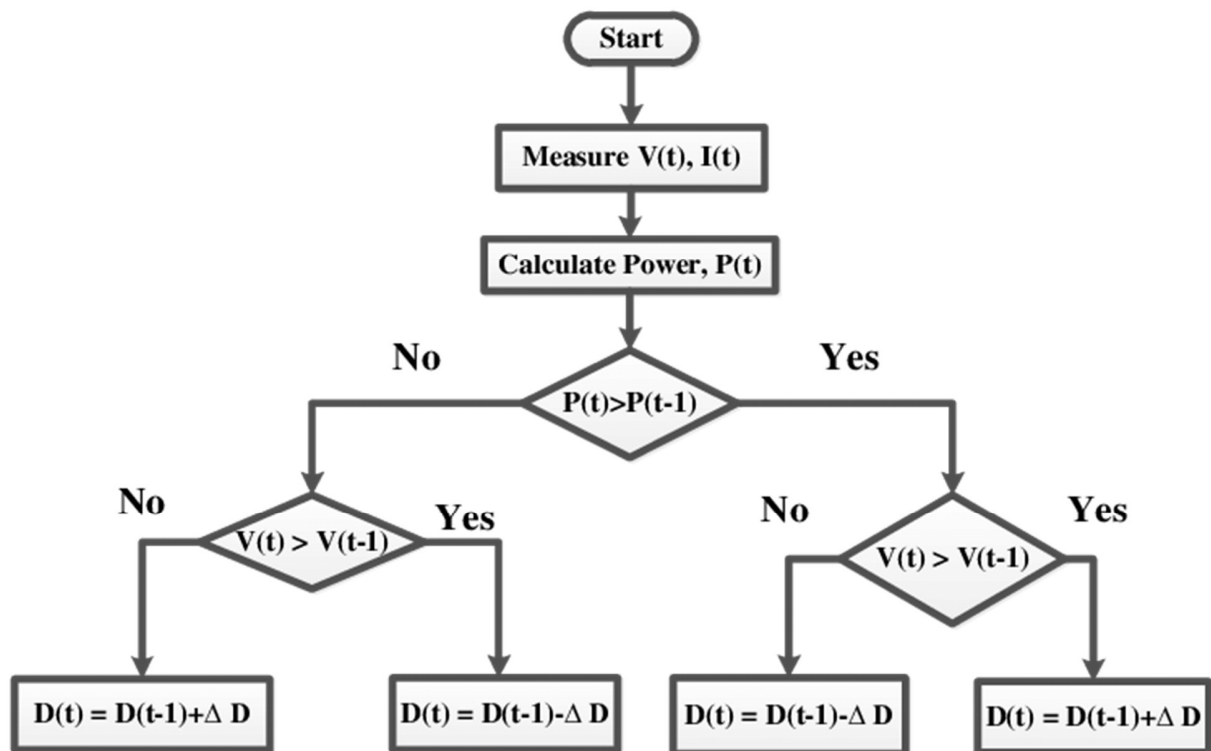 Start
Measure V(t), I(t)
Calculate Power, P(t)
No
Yes
P(t)>P(t-1)
No
Yes
V(t) > V(t-1)
No
Yes
V(t) > V(t-1)
D(t) = D(t-1)+Δ D
D(t) = D(t-1)-Δ D
D(t) = D(t-1)-Δ D
D(t) = D(t-1)+Δ D